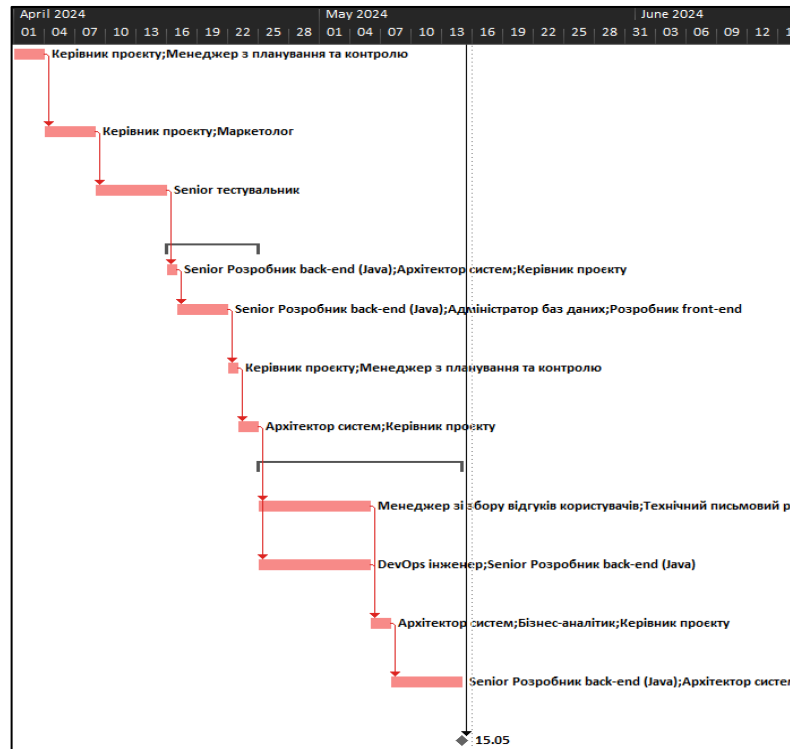 April 2024 May 2024 June 2024
01 04 07 10 13 16 19 22 25 28 01 04 07 10 13 16 19 22 25 28 31 03 06 09 12 1
Керівник проєкту;Менеджер з планування та контролю
Керівник проєкту;Маркетолог
Senior тестувальник
Senior Розробник back-end (Java);Архітектор систем;Керівник проєкту
Senior Розробник back-end (Java);Адміністратор баз даних;Розробник front-end
Керівник проєкту;Менеджер з планування та контролю
Архітектор систем;Керівник проєкту
Менеджер зі збору відгуків користувачів;Технічний письмовий р
DevOps інженер;Senior Розробник back-end (Java)
Архітектор систем;Бізнес-аналітик;Керівник проєкту
Senior Розробник back-end (Java);Архітектор систем
15.05